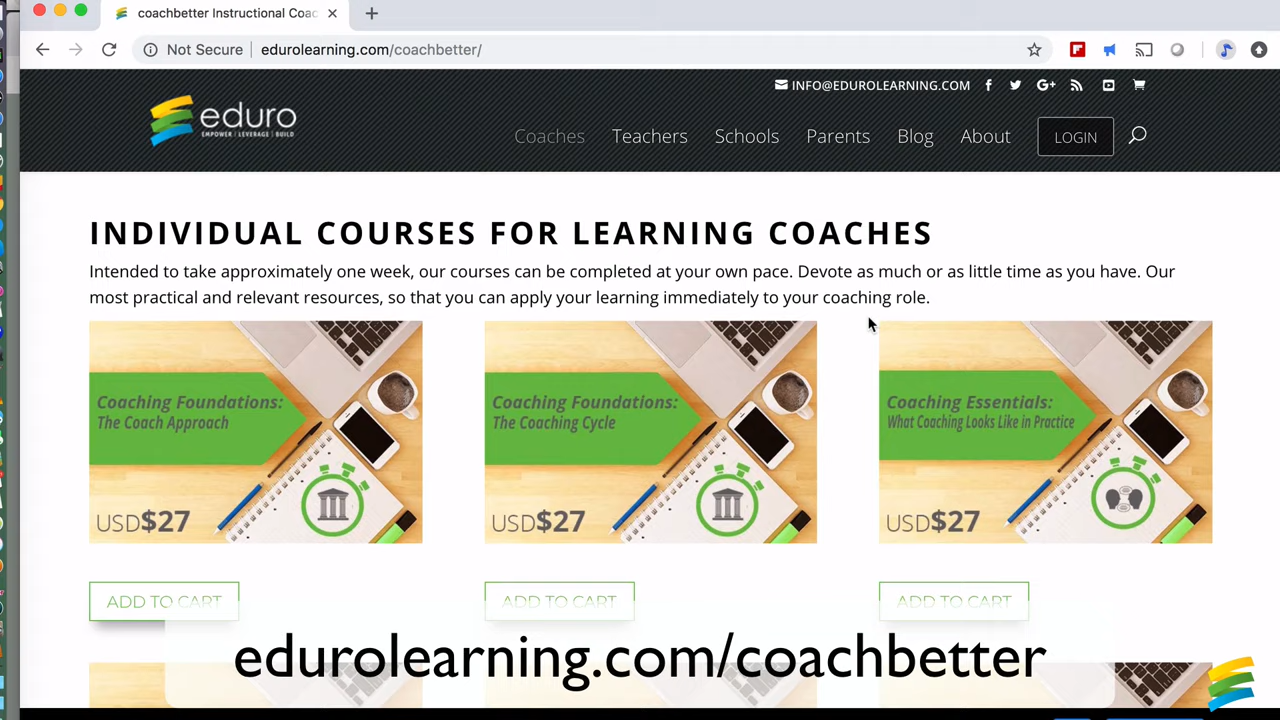 coachbetter Instructional Coac
Not Secure
edurolearning.com/coachbetter/
INFO@EDUROLEARNING.COM
eduro
EMPOWER | LEVERAGE | BUILD
Coaches
Teachers
Schools
Parents
Blog
About
LOGIN
INDIVIDUAL COURSES FOR LEARNING COACHES
Intended to take approximately one week, our courses can be completed at your own pace. Devote as much or as little time as you have. Our
most practical and relevant resources, so that you can apply your learning immediately to your coaching role.
Coaching Foundations:
The Coach Approach
USD$27
Coaching Foundations:
The Coaching Cycle
USD$27
Coaching Essentials:
What Coaching Looks Like in Practice
USD$27
ADD TO CART
ADD TO CART
ADD TO CART
edurolearning.com/coachbetter